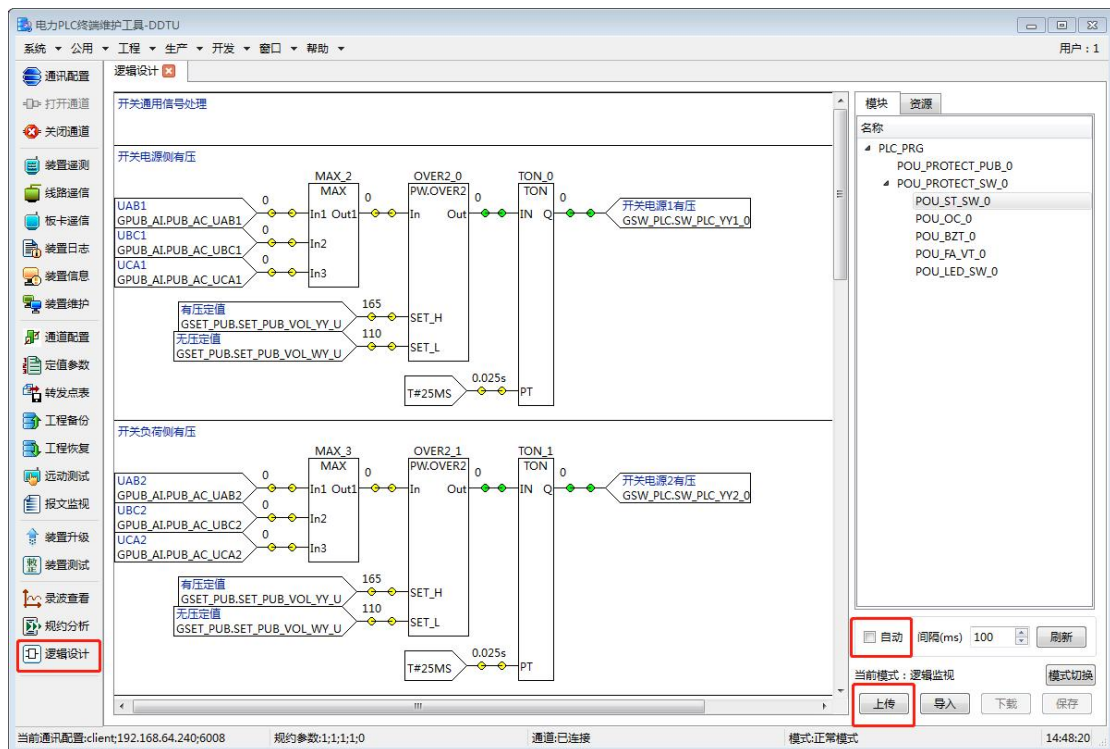 电力PLC终端维护工具-DDTU
系统 公用 工程 生产 开发 窗口 帮助 用户：1
通讯配置
打开通道
关闭通道
装置遥测
线路遥信
板卡遥信
装置日志
装置信息
装置维护
通道配置
定值参数
转发点表
工程备份
工程恢复
远动测试
报文监视
装置升级
整 装置测试
录波查看
规约分析
逻辑设计
逻辑设计
开关通用信号处理
开关电源侧有压
MAX_2 OVER2_0 TON_0
MAX PW.OVER2 TON
UAB1 0 0 0 0 开关电源1有压
GPUB_AI.PUB_AC_UAB1 In1 Out1 In Out IN Q GSW_PLC.SW_PLC_YY1_0
UBC1 0
GPUB_AI.PUB_AC_UBC1 In2
UCA1 0
GPUB_AI.PUB_AC_UCA1 In3
有压定值 165
GSET_PUB.SET_PUB_VOL_YY_U SET_H
无压定值 110
GSET_PUB.SET_PUB_VOL_WY_U SET_L
0.025s
T#25MS PT
开关负荷侧有压
MAX_3 OVER2_1 TON_1
MAX PW.OVER2 TON
UAB2 0 0 0 0 开关电源2有压
GPUB_AI.PUB_AC_UAB2 In1 Out1 In Out IN Q GSW_PLC.SW_PLC_YY2_0
UBC2 0
GPUB_AI.PUB_AC_UBC2 In2
UCA2 0
GPUB_AI.PUB_AC_UCA2 In3
有压定值 165
GSET_PUB.SET_PUB_VOL_YY_U SET_H
无压定值 110
GSET_PUB.SET_PUB_VOL_WY_U SET_L
0.025s
T#25MS PT
模块 资源
名称
PLC_PRG
POU_PROTECT_PUB_0
POU_PROTECT_SW_0
POU_ST_SW_0
POU_OC_0
POU_BZT_0
POU_FA_VT_0
POU_LED_SW_0
自动 间隔(ms) 100 刷新
当前模式：逻辑监视 模式切换
上传 导入 下载 保存
当前通讯配置:client;192.168.64.240;6008 规约参数:1;1;1;1;0 通道:已连接 模式:正常模式 14:48:20